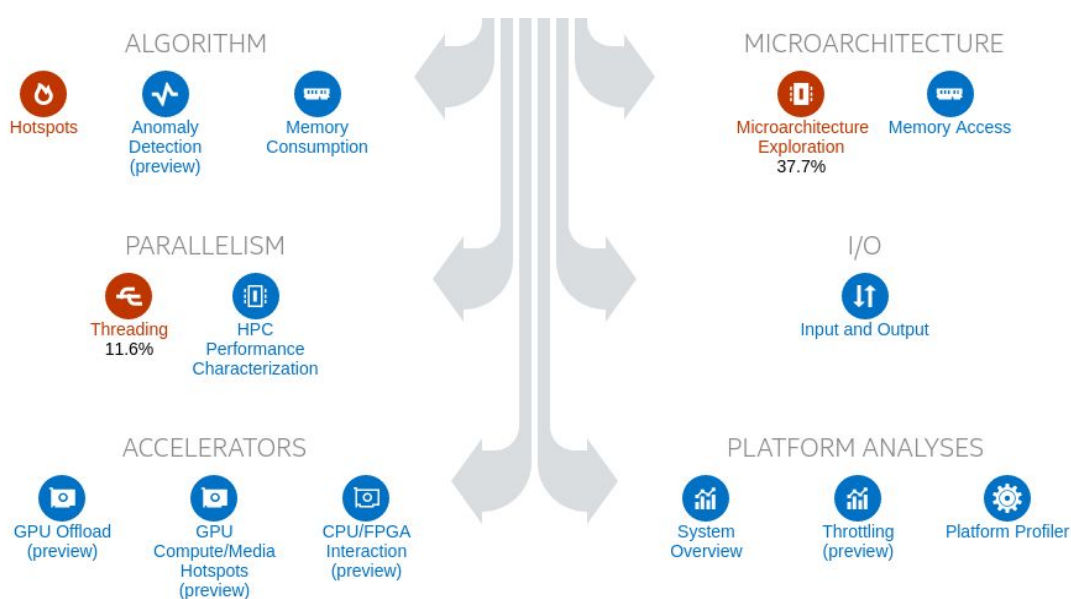 ALGORITHM
Hotspots
Anomaly
Detection
(preview)
Memory
Consumption
MICROARCHITECTURE
Microarchitecture
Exploration
37.7%
Memory Access
PARALLELISM
Threading
11.6%
HPC
Performance
Characterization
I/O
Input and Output
ACCELERATORS
GPU Offload
(preview)
GPU
Compute/Media
Hotspots
(preview)
CPU/FPGA
Interaction
(preview)
PLATFORM ANALYSES
System
Overview
Throttling
(preview)
Platform Profiler